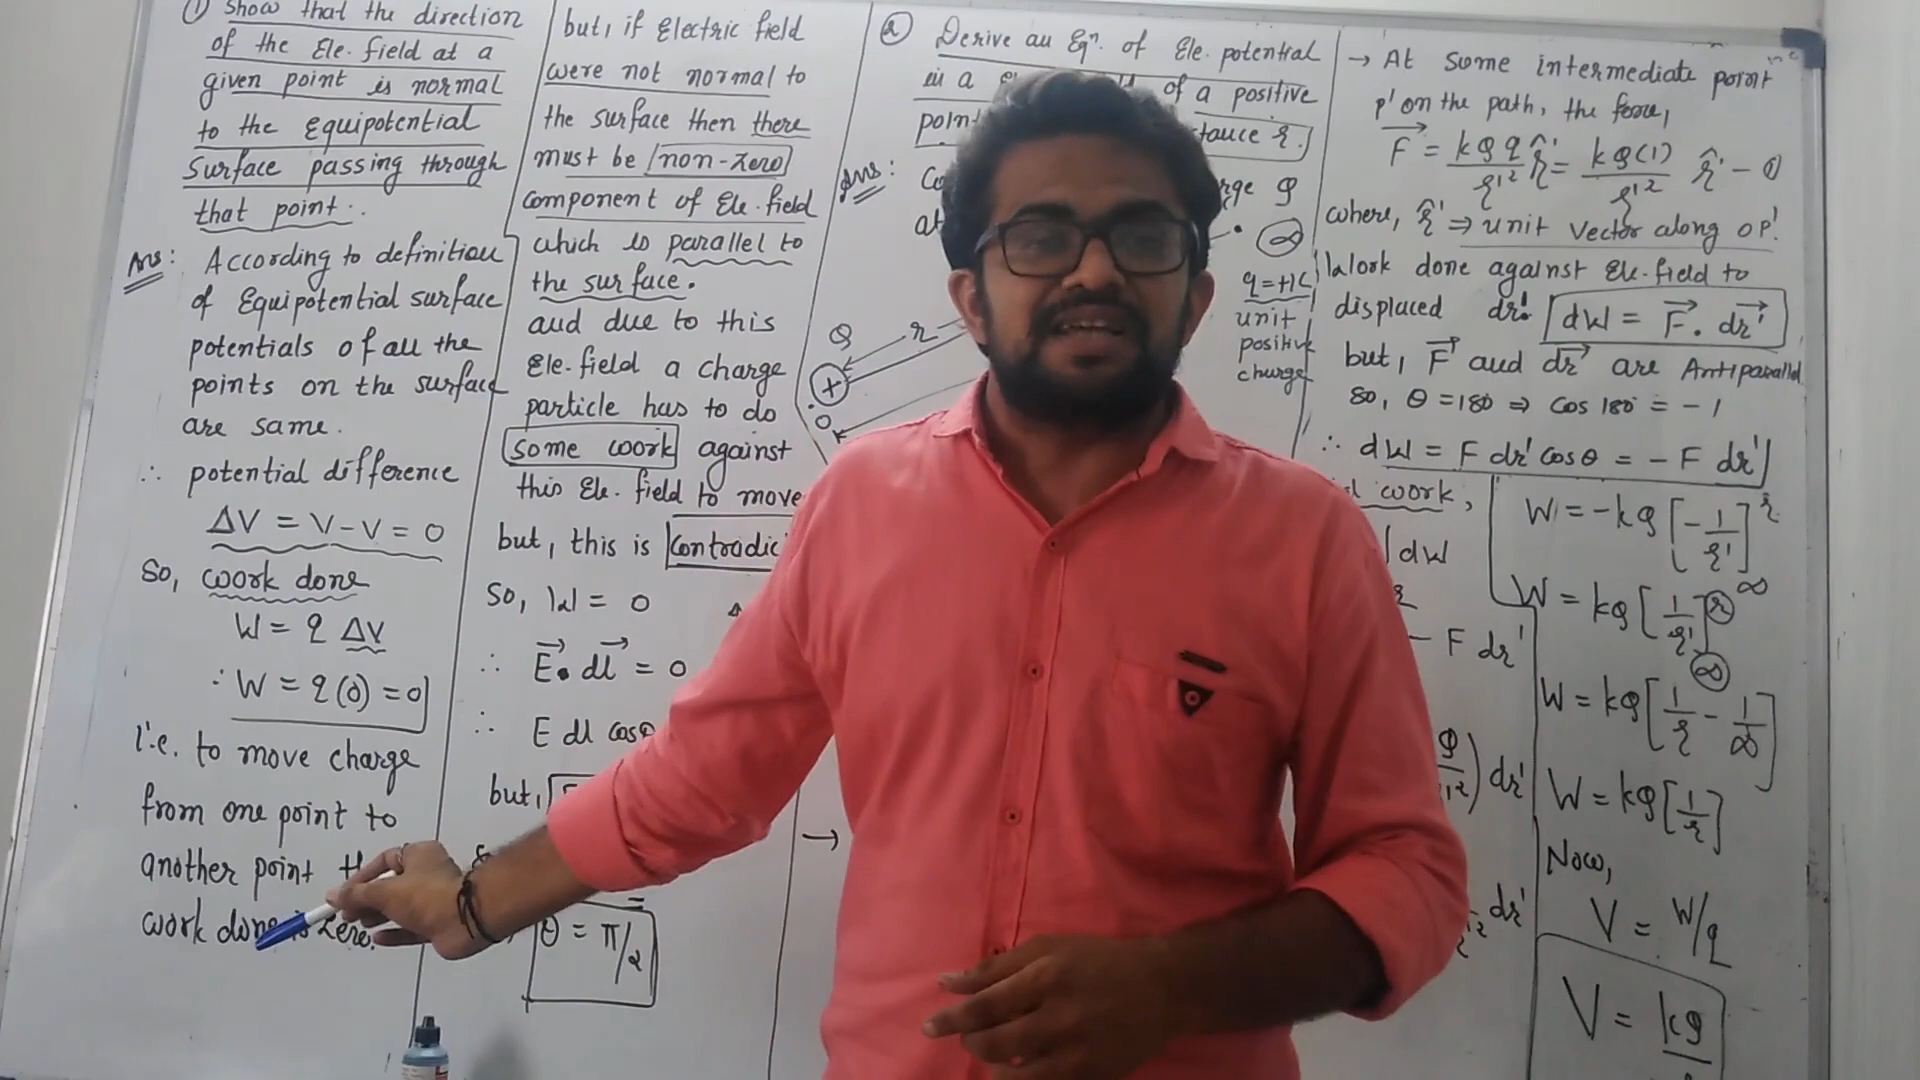 ① Show that the direction
of the Ele. field at a
given point is normal
to the Equipotential
Surface passing through
that point.
Ans: According to definition
of Equipotential surface
potentials of all the
points on the surface
are same.
∴ potential difference
ΔV = V - V = 0
So, work done
W = q ΔV
∴ W = q(0) = 0
i.e. to move charge
from one point to
another point
work done is zero.
but, if Electric field
were not normal to
the surface then there
must be non-zero
component of Ele. field
which is parallel to
the surface.
and due to this
Ele. field a charge
particle has to do
some work against
this Ele. field to move
but, this is
So, W = 0
∴ E⃗ • dl⃗ = 0
∴ E dl cosθ
but,
θ = π/2
② Derive an Eqⁿ. of Ele. potential
in a
of a positive
r.
Ans:
Q
at
∞
q=+1C
unit
positive
charge
Q
r
+
O
→
→ At some intermediate point
p' on the path, the force,
F⃗ = kQq/r'² r̂' = kQ(1)/r'² r̂' - ①
where, r̂' ⇒ unit vector along OP'.
Work done against Ele. field to
displaced dr'. dW = F⃗ • dr⃗'
but, F⃗ and dr⃗' are Antiparallel
so, θ = 180 ⇒ cos 180° = -1
∴ dW = F dr' cosθ = - F dr'
work,
dW
r
- F dr'
Q/r'²) dr'
dr'
W = -kQ [-1/r']r
∞
W = kQ [1/r']r
∞
W = kQ [1/r - 1/∞]
W = kQ [1/r]
Now,
V = W/q
V = kQ